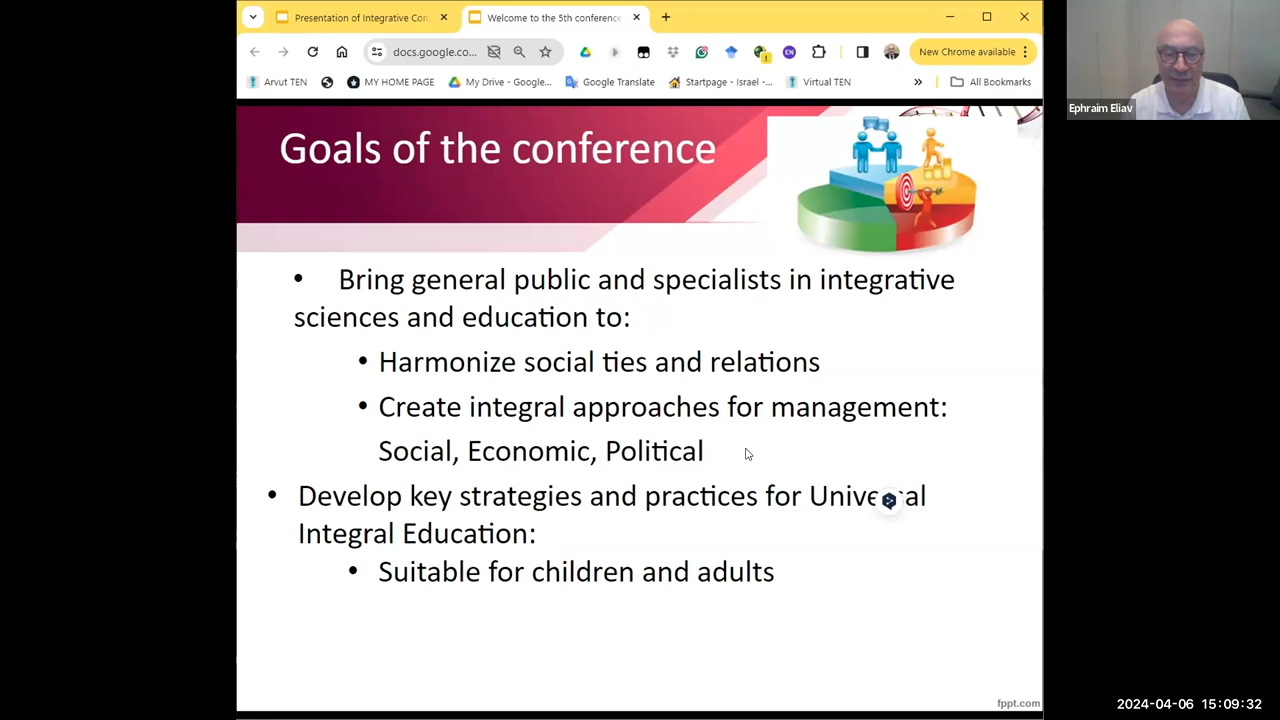 Presentation of Integrative Con
Welcome to the 5th conference
docs.google.co...
EN
New Chrome available
Arvut TEN
MY HOME PAGE
My Drive - Google...
Google Translate
Startpage - Israel -...
Virtual TEN
»
All Bookmarks
Ephraim Eliav
Goals of the conference
• Bring general public and specialists in integrative
sciences and education to:
• Harmonize social ties and relations
• Create integral approaches for management:
Social, Economic, Political
• Develop key strategies and practices for Universal
Integral Education:
• Suitable for children and adults
fppt.com
2024-04-06 15:09:32